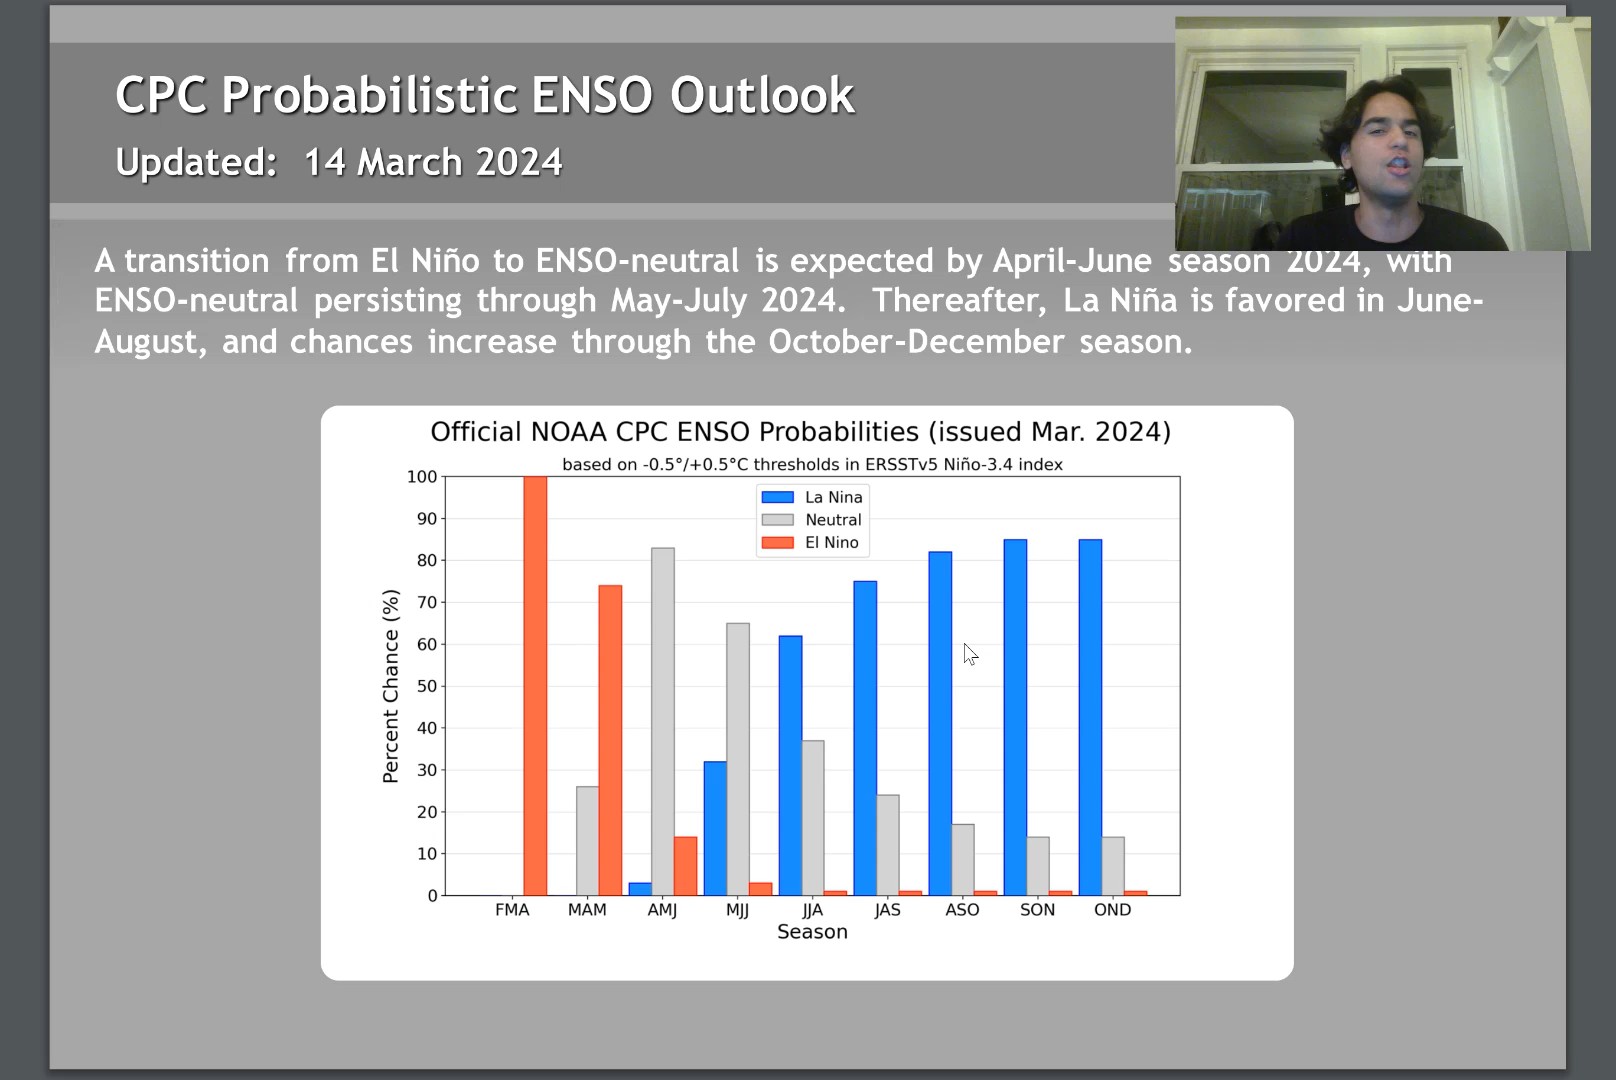 CPC Probabilistic ENSO Outlook
Updated: 14 March 2024
A transition from El Niño to ENSO-neutral is expected by April-June season 2024, with
ENSO-neutral persisting through May-July 2024. Thereafter, La Niña is favored in June-
August, and chances increase through the October-December season.
Official NOAA CPC ENSO Probabilities (issued Mar. 2024)
based on -0.5°/+0.5°C thresholds in ERSSTv5 Niño-3.4 index
La Nina
Neutral
El Nino
Percent Chance (%)
100
90
80
70
60
50
40
30
20
10
0
FMA MAM AMJ MJJ JJA JAS ASO SON OND
Season